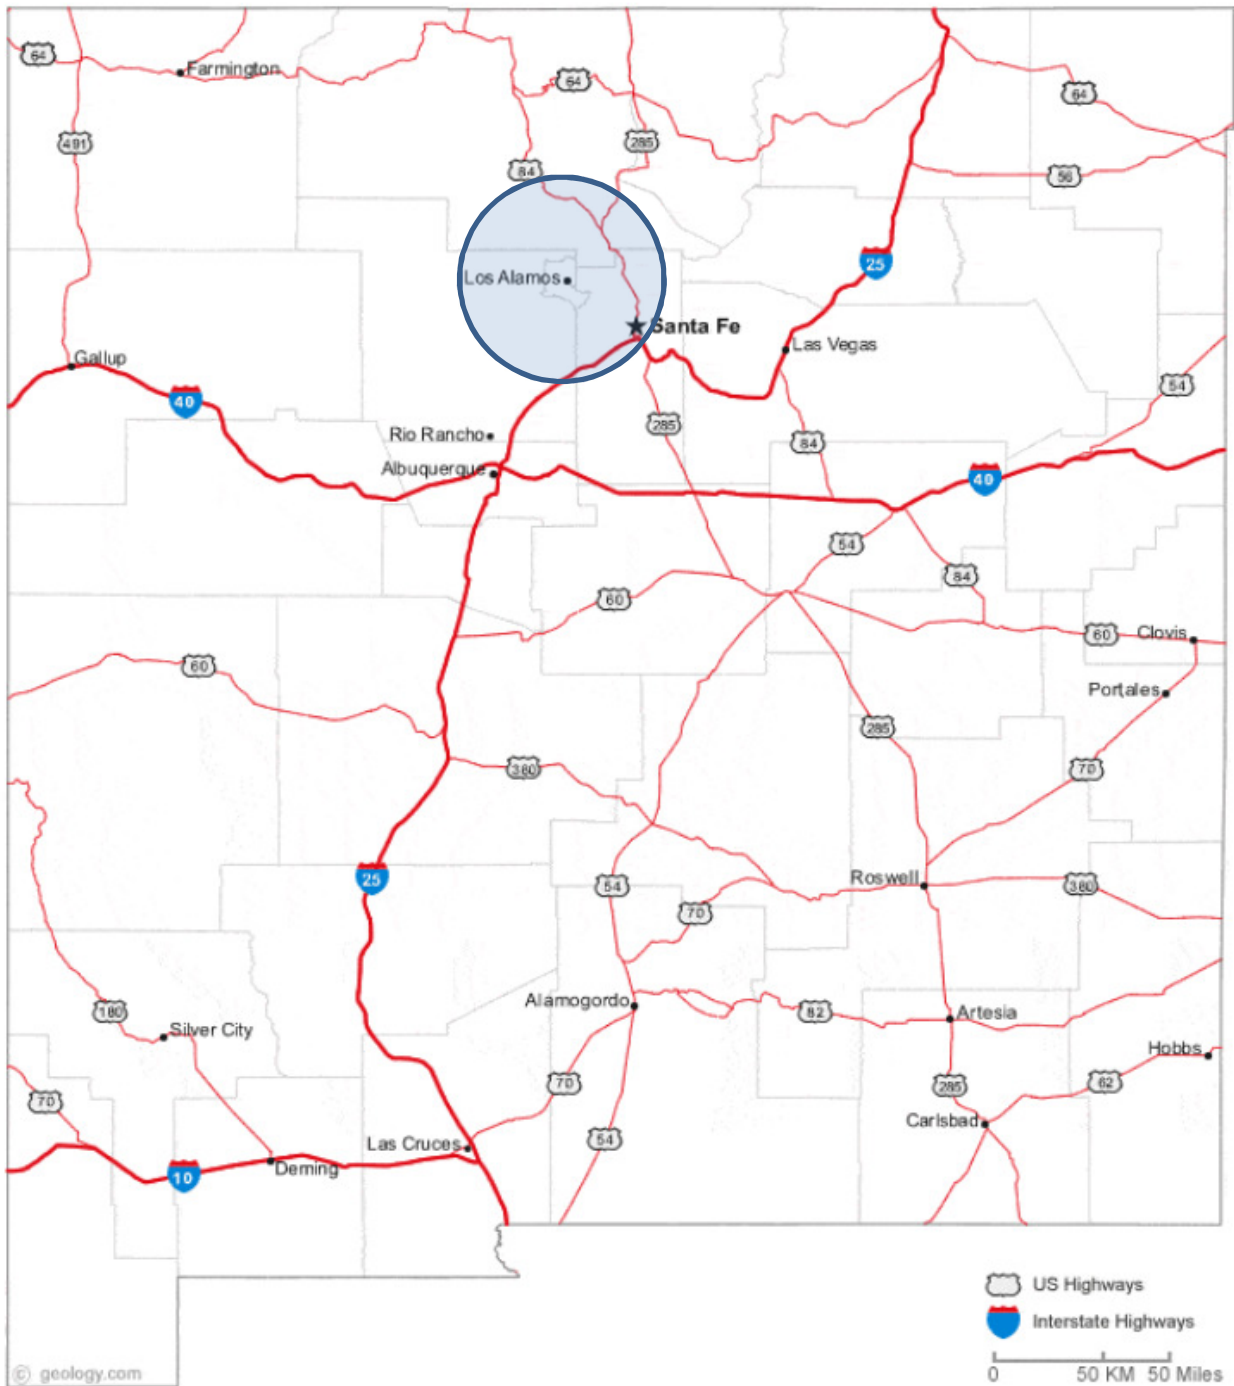 64
Farmington
64
64
491
285
84
56
25
Los Alamos
Santa Fe
Las Vegas
Gallup
54
40
285
Rio Rancho
84
Albuquerque
40
54
84
60
60
Clovis
60
Portales
285
380
70
25
Roswell
54
380
70
Alamogordo
180
82
Artesia
Silver City
Hobbs
70
285
62
70
Carlsbad
54
Las Cruces
10
Deming
US Highways
Interstate Highways
© geology.com
0 50 KM 50 Miles